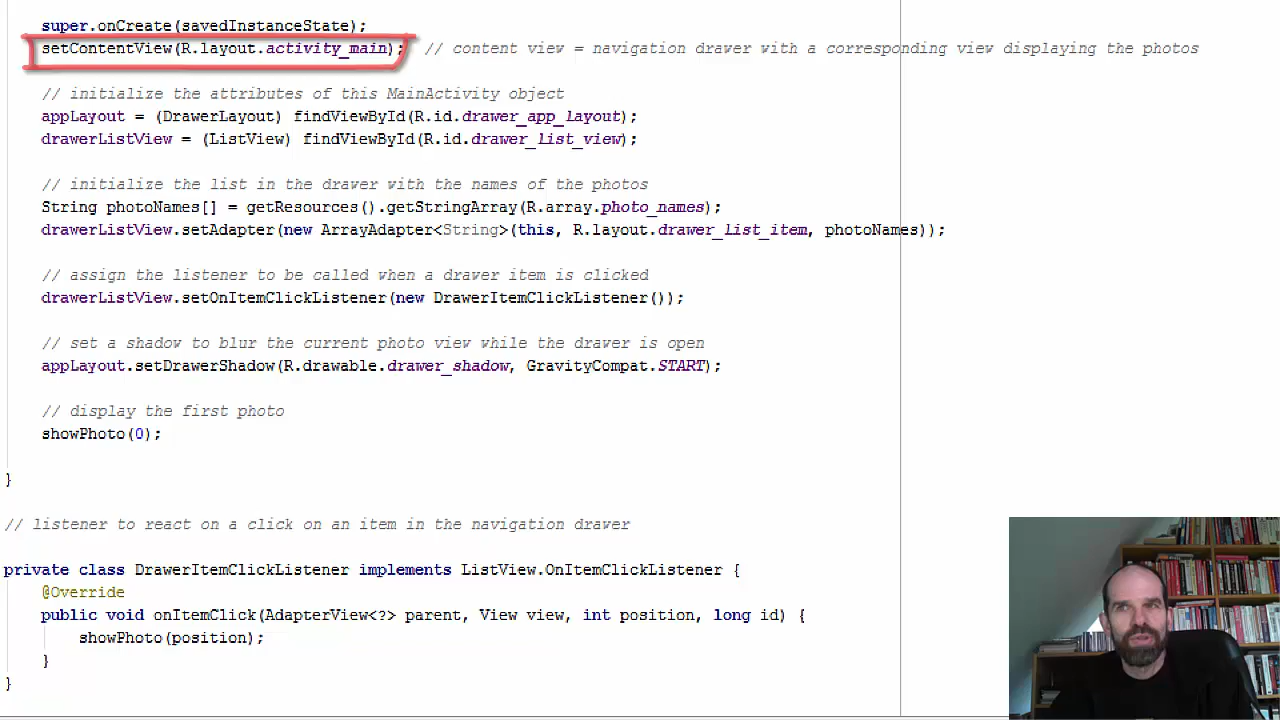 super.onCreate(savedInstanceState);
setContentView(R.layout.activity_main); // content view = navigation drawer with a corresponding view displaying the photos
// initialize the attributes of this MainActivity object
appLayout = (DrawerLayout) findViewById(R.id.drawer_app_layout);
drawerListView = (ListView) findViewById(R.id.drawer_list_view);
// initialize the list in the drawer with the names of the photos
String photoNames[] = getResources().getStringArray(R.array.photo_names);
drawerListView.setAdapter(new ArrayAdapter<String>(this, R.layout.drawer_list_item, photoNames));
// assign the listener to be called when a drawer item is clicked
drawerListView.setOnItemClickListener(new DrawerItemClickListener());
// set a shadow to blur the current photo view while the drawer is open
appLayout.setDrawerShadow(R.drawable.drawer_shadow, GravityCompat.START);
// display the first photo
showPhoto(0);
}
// listener to react on a click on an item in the navigation drawer
private class DrawerItemClickListener implements ListView.OnItemClickListener {
@Override
public void onItemClick(AdapterView<?> parent, View view, int position, long id) {
showPhoto(position);
}
}